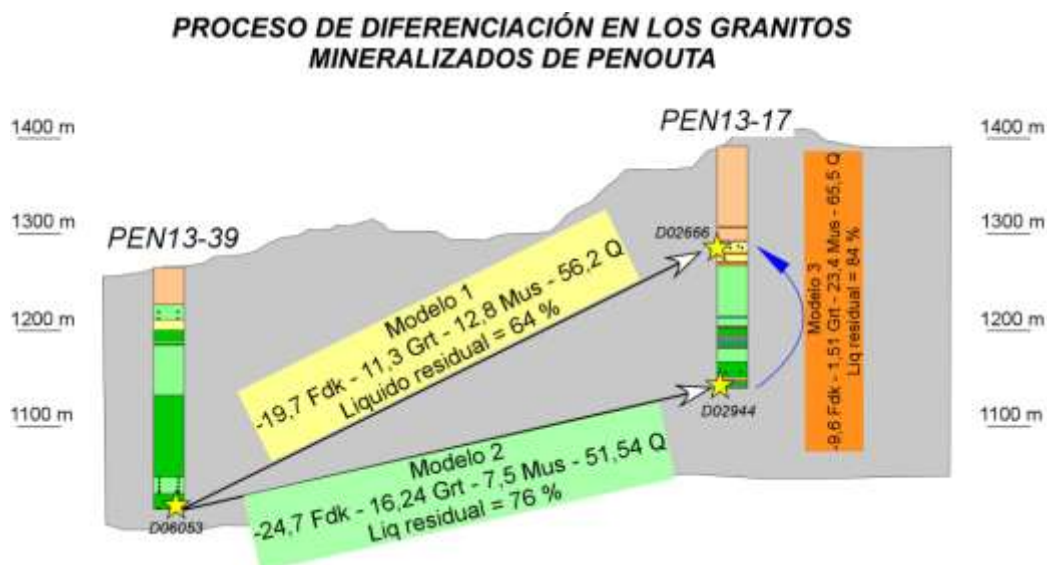 PROCESO DE DIFERENCIACIÓN EN LOS GRANITOS
MINERALIZADOS DE PENOUTA
1400 m
1300 m
1200 m
1100 m
PEN13-39
D06053
Modelo 1
-19,7 Fdk - 11,3 Grt - 12,8 Mus - 56,2 Q
Liquido residual = 64 %
Modelo 2
-24,7 Fdk - 16,24 Grt - 7,5 Mus - 51,54 Q
Liq residual = 76 %
PEN13-17
D02666
D02944
Modelo 3
-9,6 Fdk - 1,51 Grt - 23,4 Mus - 65,5 Q
Liq residual = 84 %
1400 m
1300 m
1200 m
1100 m